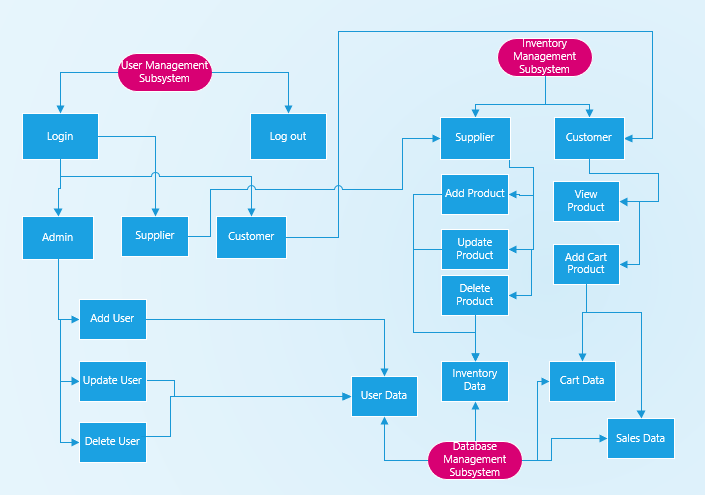 User Management
Subsystem
Inventory
Management
Subsystem
Login
Log out
Supplier
Customer
Add Product
View
Product
Admin
Supplier
Customer
Update
Product
Add Cart
Product
Delete
Product
Add User
Update User
User Data
Inventory
Data
Cart Data
Delete User
Database
Management
Subsystem
Sales Data